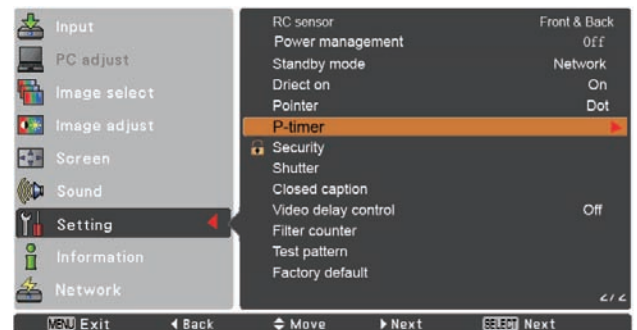 Input
PC adjust
Image select
Image adjust
Screen
Sound
Setting
Information
Network
RC sensor Front & Back
Power management Off
Standby mode Network
Driect on On
Pointer Dot
P-timer
Security
Shutter
Closed caption
Video delay control Off
Filter counter
Test pattern
Factory default
2/2
MENU Exit Back Move Next SELECT Next